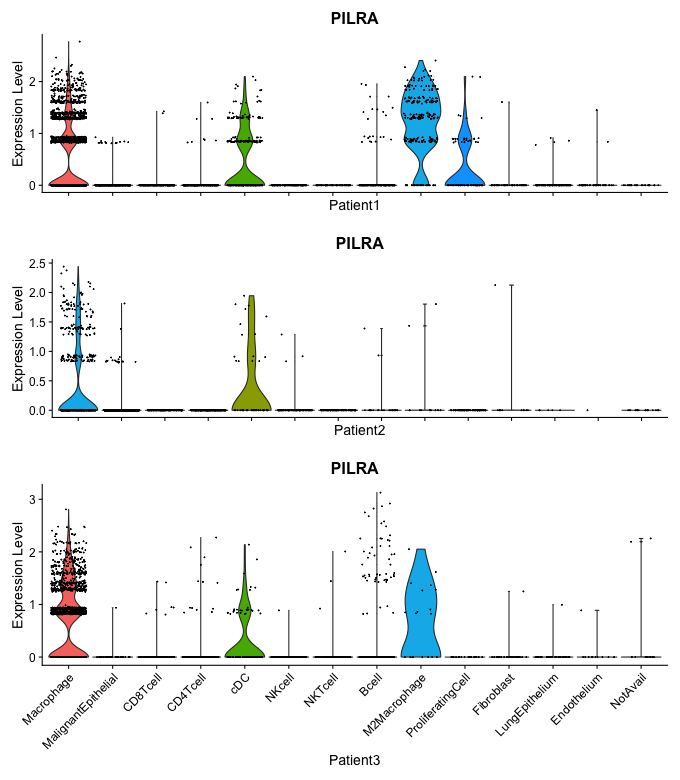 PILRA
Expression Level
2
1
0
Patient1
PILRA
Expression Level
2.5
2.0
1.5
1.0
0.5
0.0
Patient2
PILRA
Expression Level
3
2
1
0
Macrophage
MalignantEpithelial
CD8Tcell
CD4Tcell
cDC
NKcell
NKTcell
Bcell
M2Macrophage
ProliferatingCell
Fibroblast
LungEpithelium
Endothelium
NotAvail
Patient3